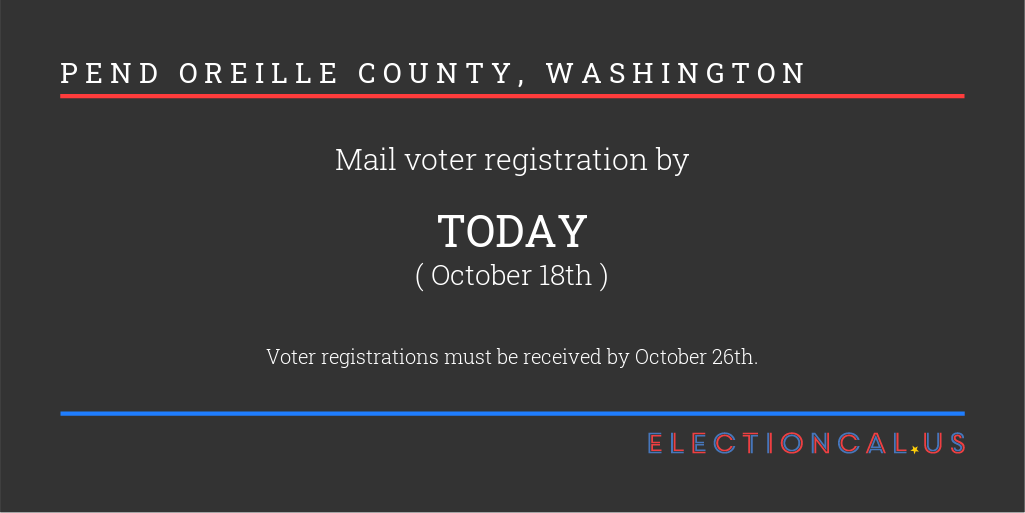 PEND OREILLE COUNTY, WASHINGTON
Mail voter registration by
TODAY
( October 18th )
Voter registrations must be received by October 26th.
ELECTIONCAL.US